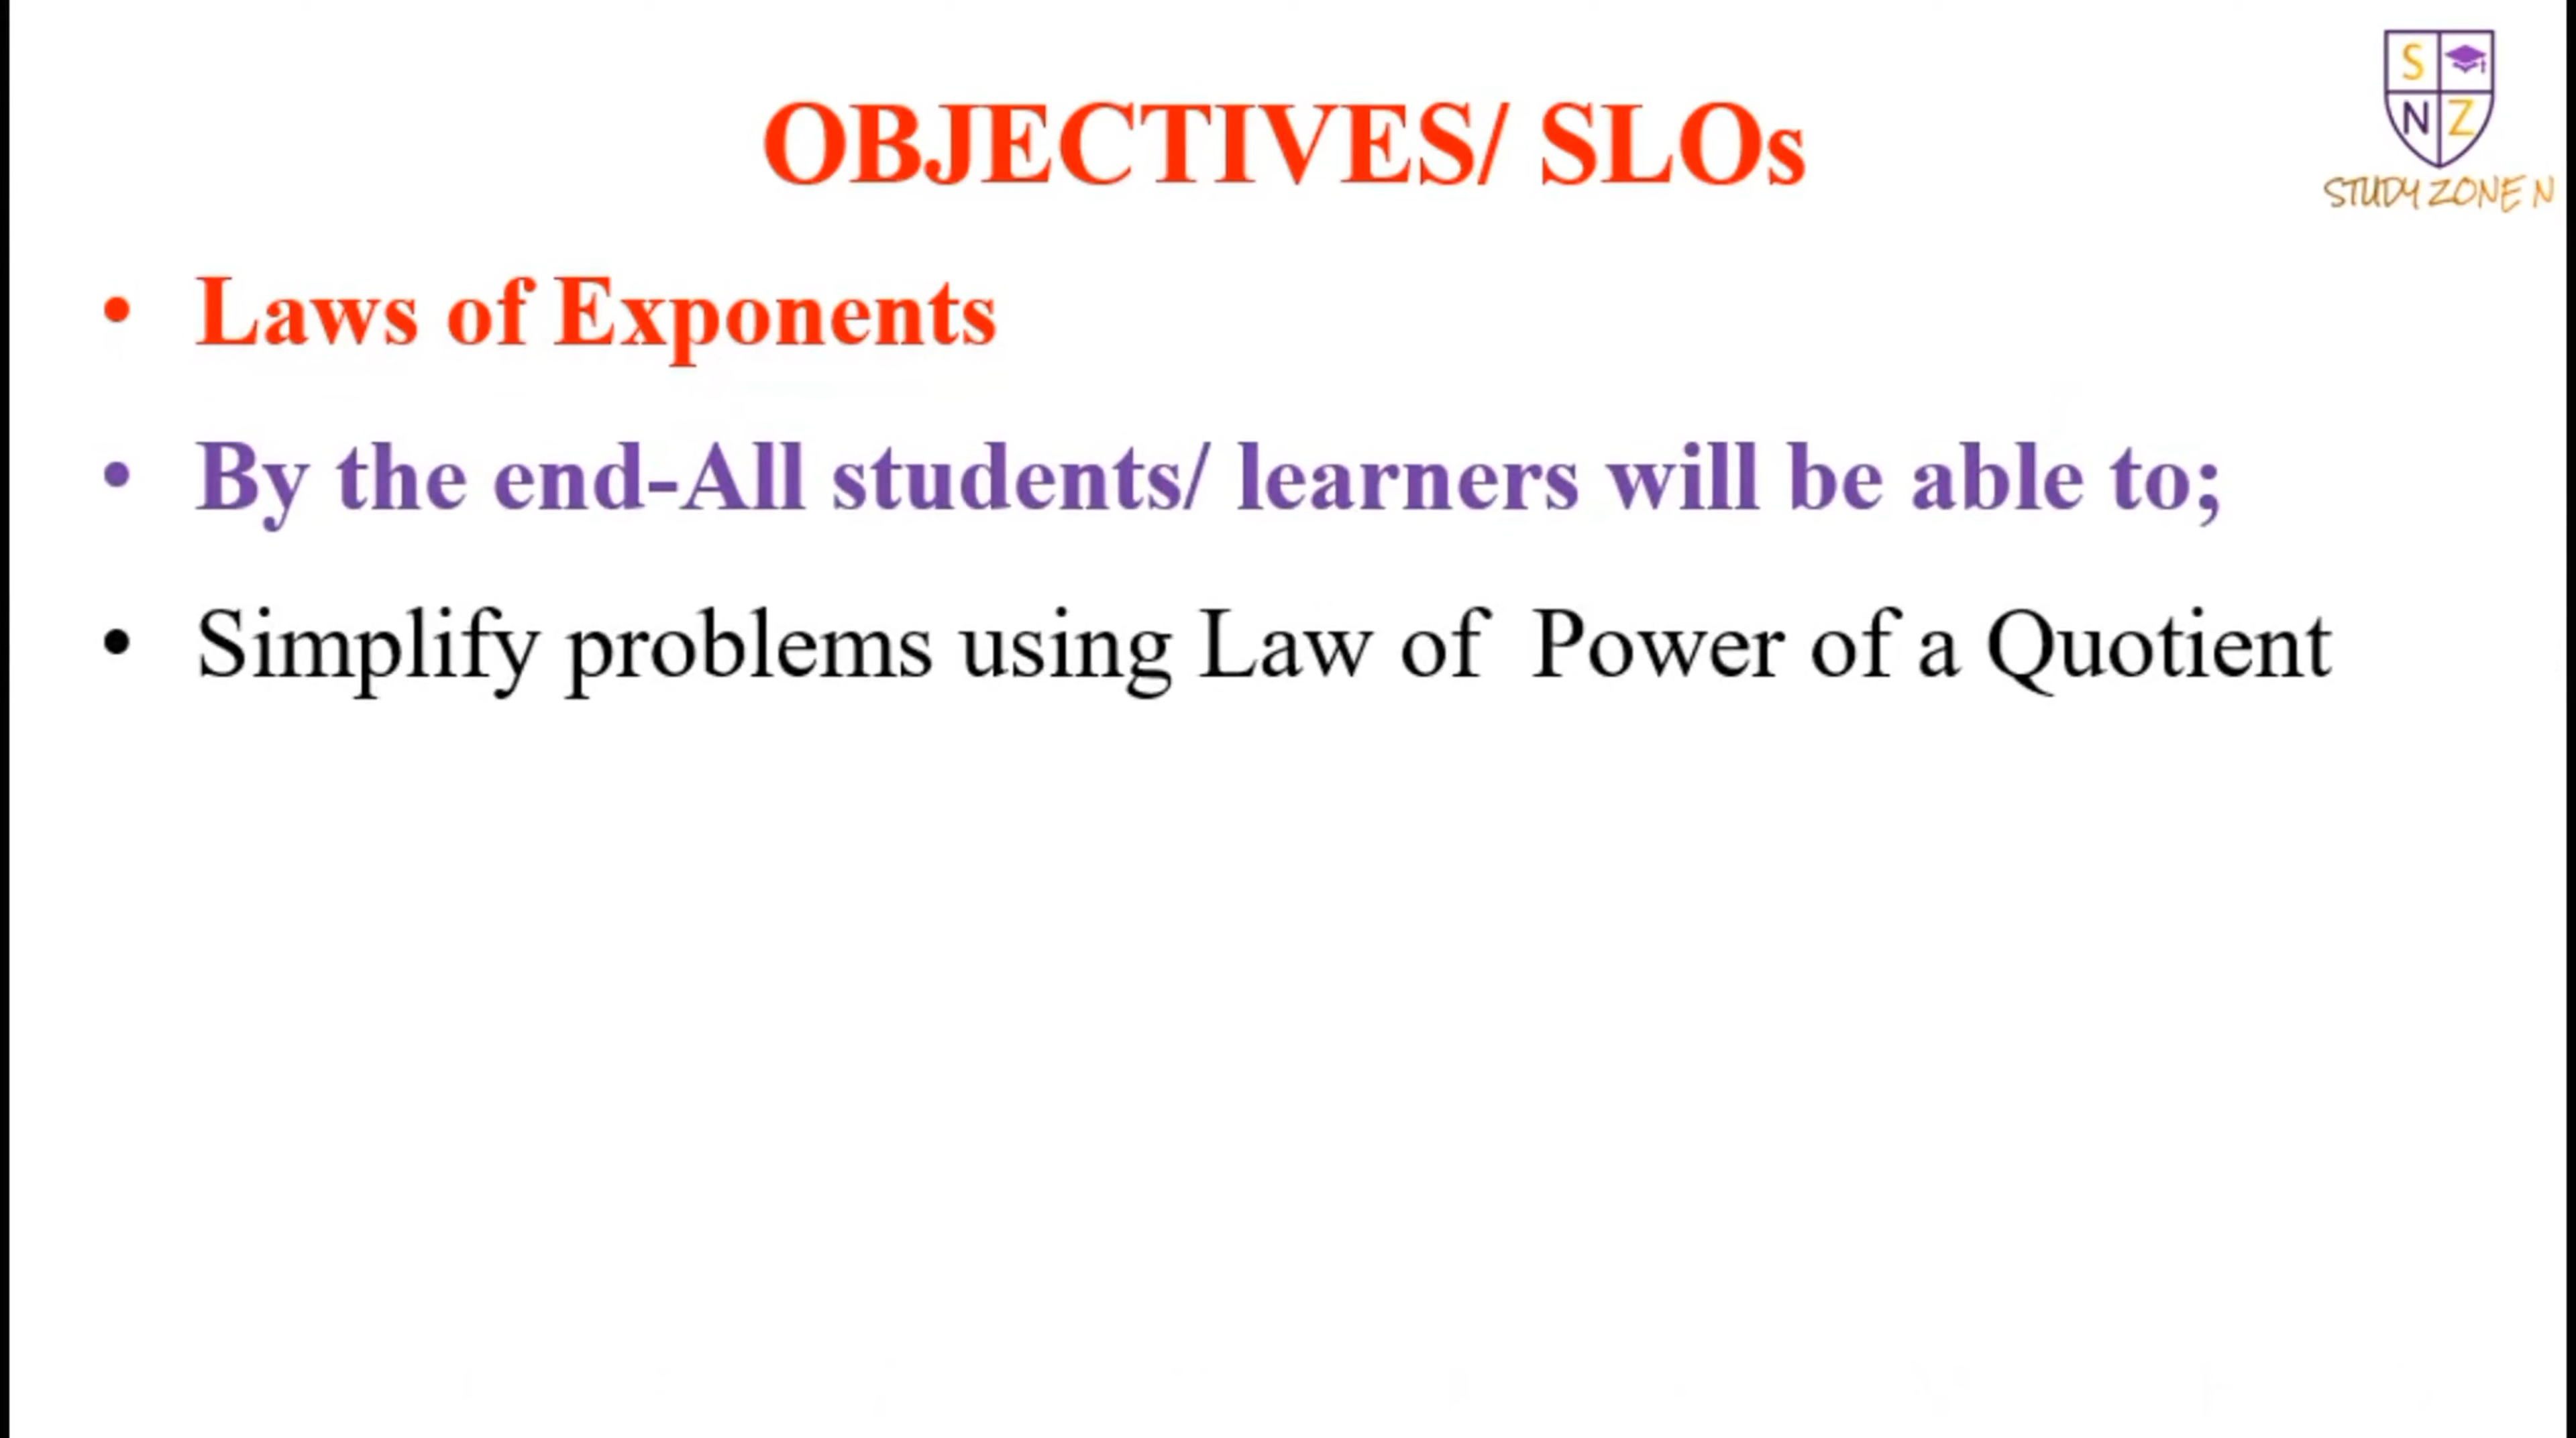 S
N Z
STUDY ZONE N
OBJECTIVES/ SLOs
• Laws of Exponents
• By the end-All students/ learners will be able to;
• Simplify problems using Law of  Power of a Quotient